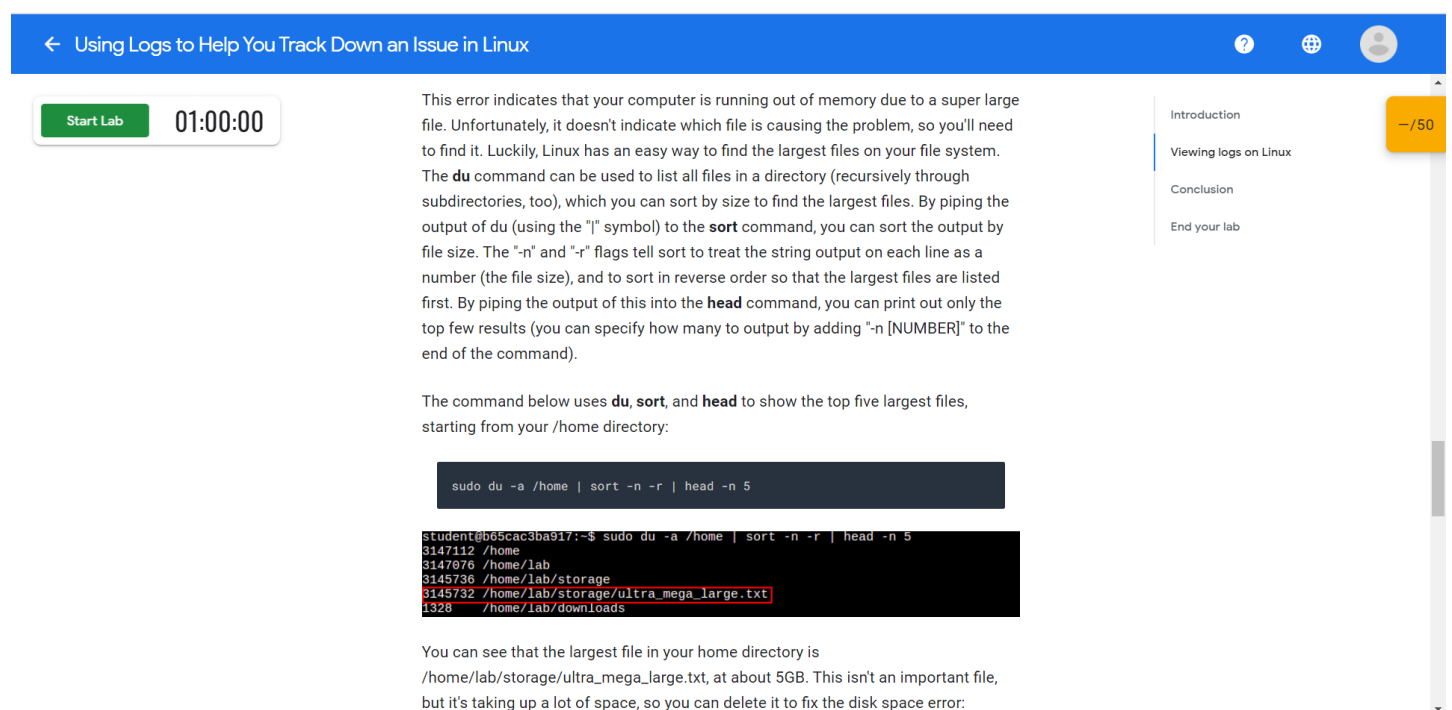 Using Logs to Help You Track Down an Issue in Linux
Start Lab
01:00:00
This error indicates that your computer is running out of memory due to a super large
file. Unfortunately, it doesn't indicate which file is causing the problem, so you'll need
to find it. Luckily, Linux has an easy way to find the largest files on your file system.
The du command can be used to list all files in a directory (recursively through
subdirectories, too), which you can sort by size to find the largest files. By piping the
output of du (using the "|" symbol) to the sort command, you can sort the output by
file size. The "-n" and "-r" flags tell sort to treat the string output on each line as a
number (the file size), and to sort in reverse order so that the largest files are listed
first. By piping the output of this into the head command, you can print out only the
top few results (you can specify how many to output by adding "-n [NUMBER]" to the
end of the command).
The command below uses du, sort, and head to show the top five largest files,
starting from your /home directory:
sudo du -a /home | sort -n -r | head -n 5
student@b65cac3ba917:~$ sudo du -a /home | sort -n -r | head -n 5
3147112 /home
3147076 /home/lab
3145736 /home/lab/storage
3145732 /home/lab/storage/ultra_mega_large.txt
1328 /home/lab/downloads
You can see that the largest file in your home directory is
/home/lab/storage/ultra_mega_large.txt, at about 5GB. This isn't an important file,
but it's taking up a lot of space, so you can delete it to fix the disk space error:
Introduction
Viewing logs on Linux
Conclusion
End your lab
—/50